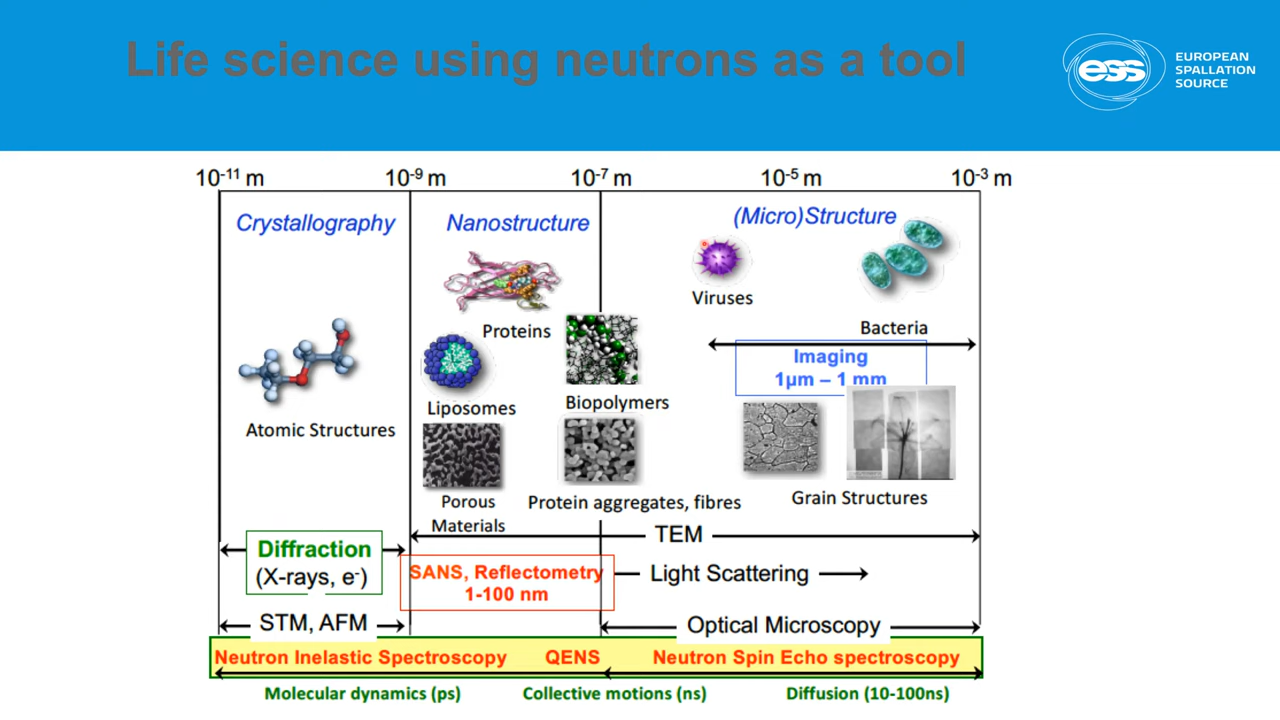 Life science using neutrons as a tool
ess
EUROPEAN
SPALLATION
SOURCE
10-11 m 10-9 m 10-7 m 10-5 m 10-3 m
Crystallography
Nanostructure
(Micro)Structure
Viruses
Bacteria
Proteins
Imaging
1µm – 1 mm
Liposomes
Biopolymers
Atomic Structures
Porous
Materials
Protein aggregates, fibres
Grain Structures
TEM
Diffraction
(X-rays, e-)
SANS, Reflectometry
1-100 nm
Light Scattering
STM, AFM
Optical Microscopy
Neutron Inelastic Spectroscopy QENS Neutron Spin Echo spectroscopy
Molecular dynamics (ps) Collective motions (ns) Diffusion (10-100ns)